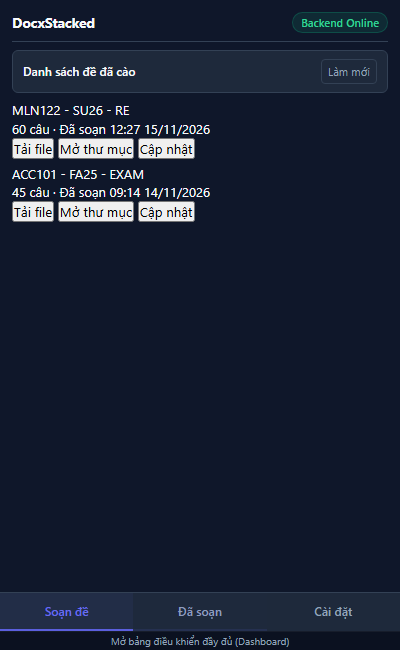 DocxStacked
Backend Online
Danh sách đề đã cào
Làm mới
MLN122 - SU26 - RE
60 câu · Đã soạn 12:27 15/11/2026
Tải file Mở thư mục Cập nhật
ACC101 - FA25 - EXAM
45 câu · Đã soạn 09:14 14/11/2026
Tải file Mở thư mục Cập nhật
Soạn đề Đã soạn Cài đặt
Mở bảng điều khiển đầy đủ (Dashboard)